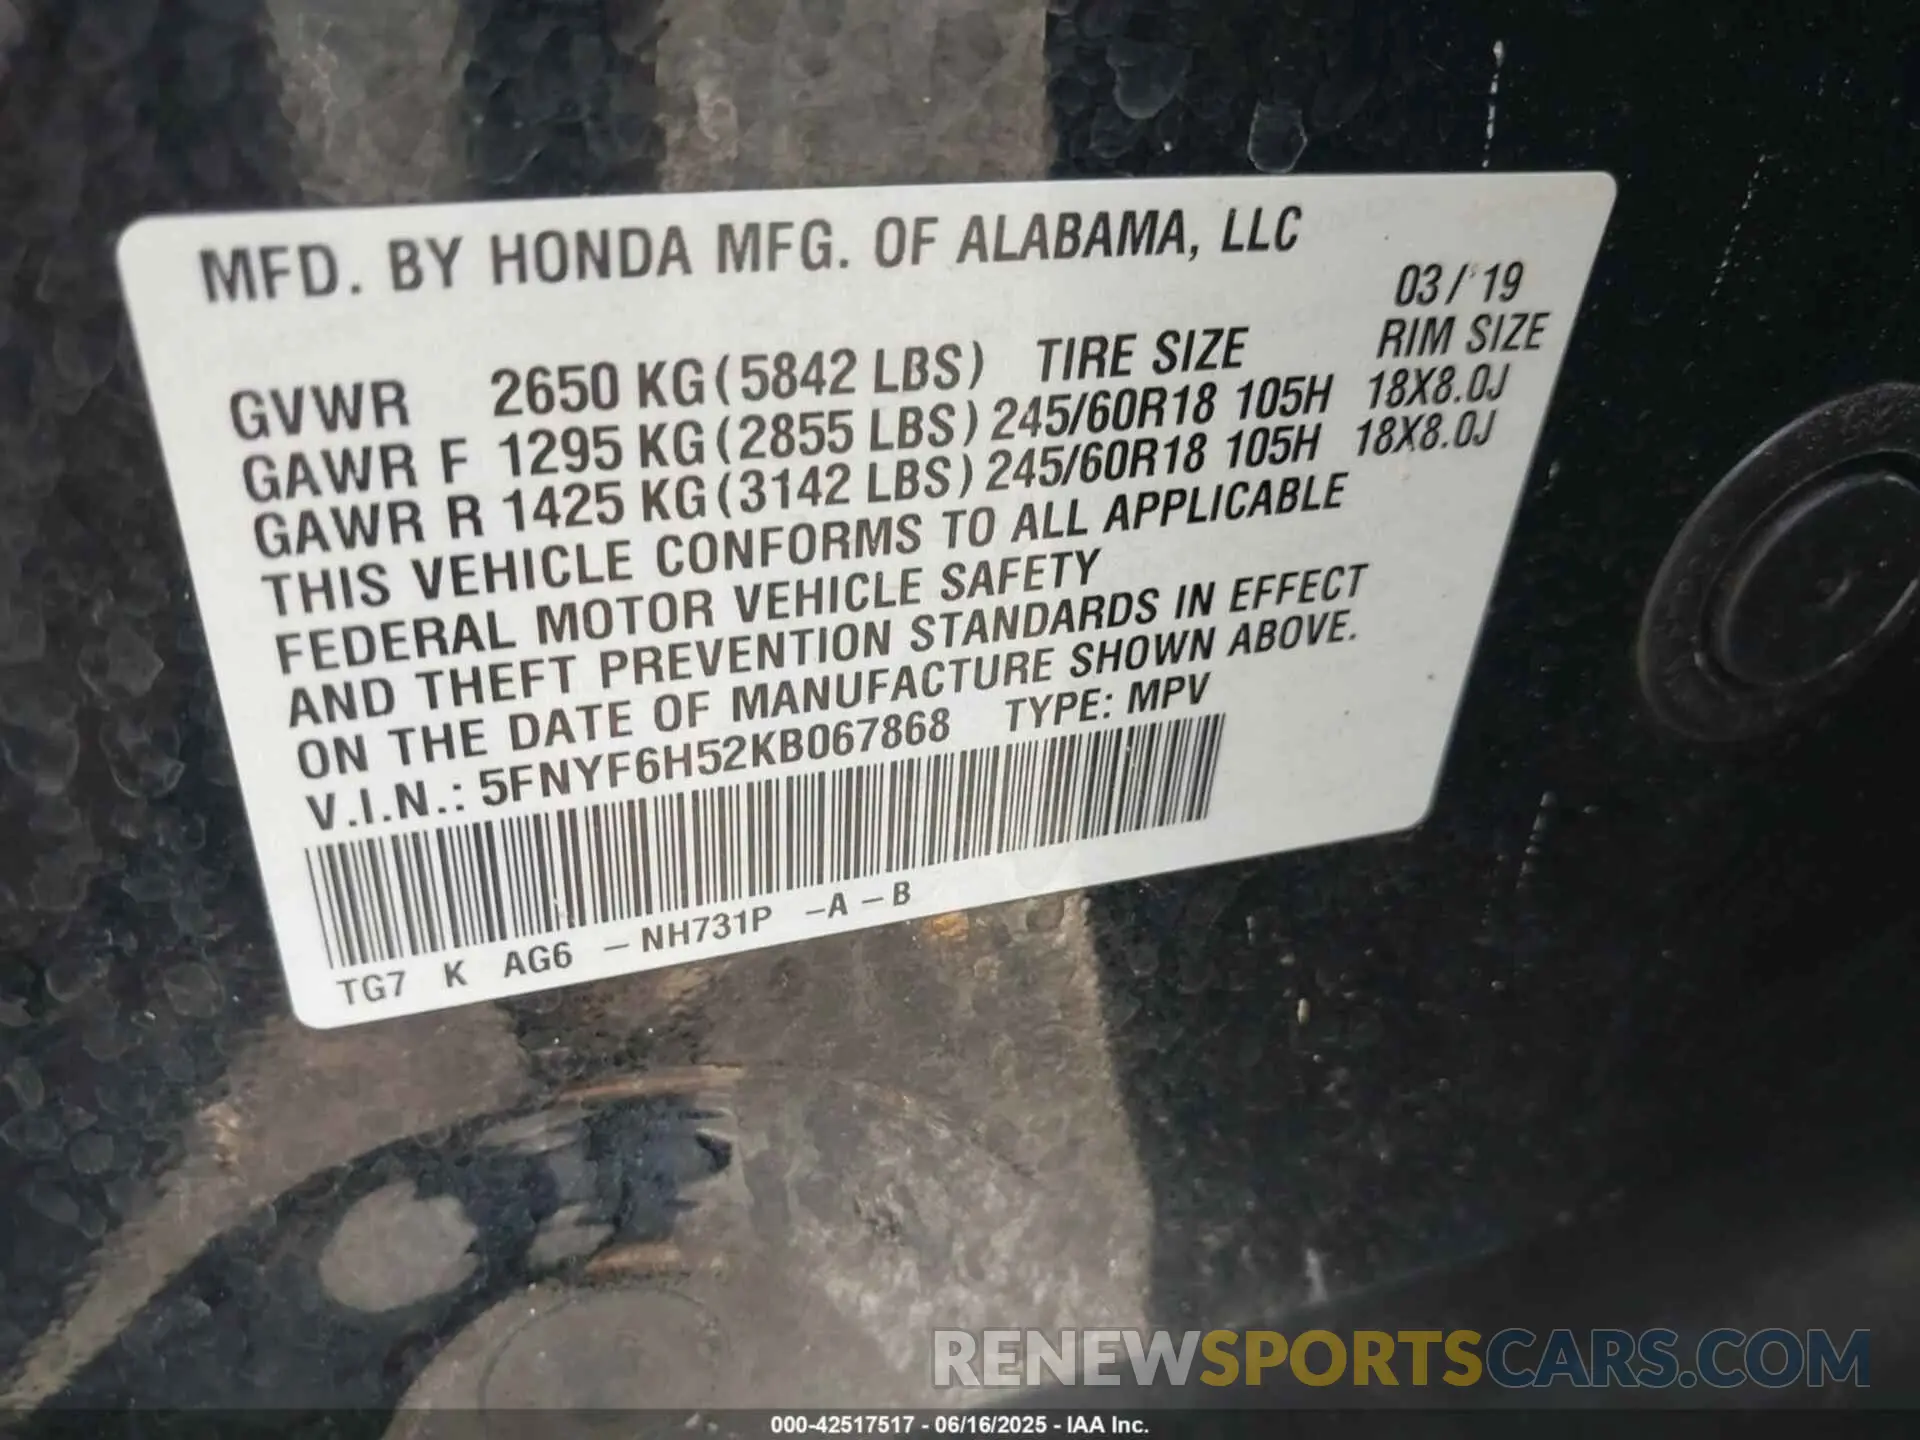 MFD. BY HONDA MFG. OF ALABAMA, LLC
03/19
GVWR 2650 KG (5842 LBS) TIRE SIZE RIM SIZE
GAWR F 1295 KG (2855 LBS) 245/60R18 105H 18X8.0J
GAWR R 1425 KG (3142 LBS) 245/60R18 105H 18X8.0J
THIS VEHICLE CONFORMS TO ALL APPLICABLE
FEDERAL MOTOR VEHICLE SAFETY
AND THEFT PREVENTION STANDARDS IN EFFECT
ON THE DATE OF MANUFACTURE SHOWN ABOVE.
V.I.N.: 5FNYF6H52KB067868 TYPE: MPV
TG7 K AG6 – NH731P –A – B
RENEWSPORTSCARS.COM
000-42517517 - 06/16/2025 - IAA Inc.